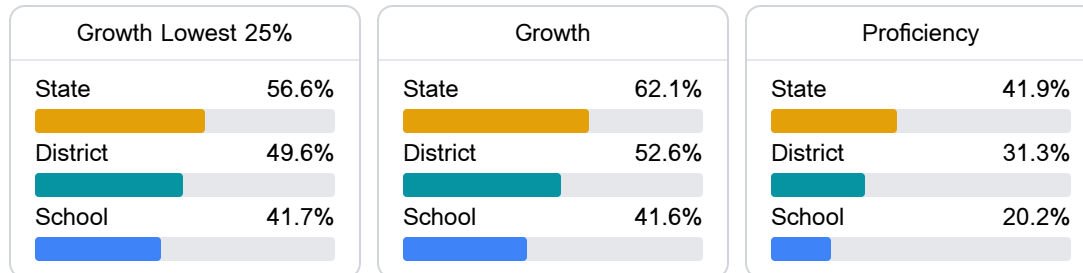 Growth Lowest 25%
State 56.6%
District 49.6%
School 41.7%
Growth
State 62.1%
District 52.6%
School 41.6%
Proficiency
State 41.9%
District 31.3%
School 20.2%